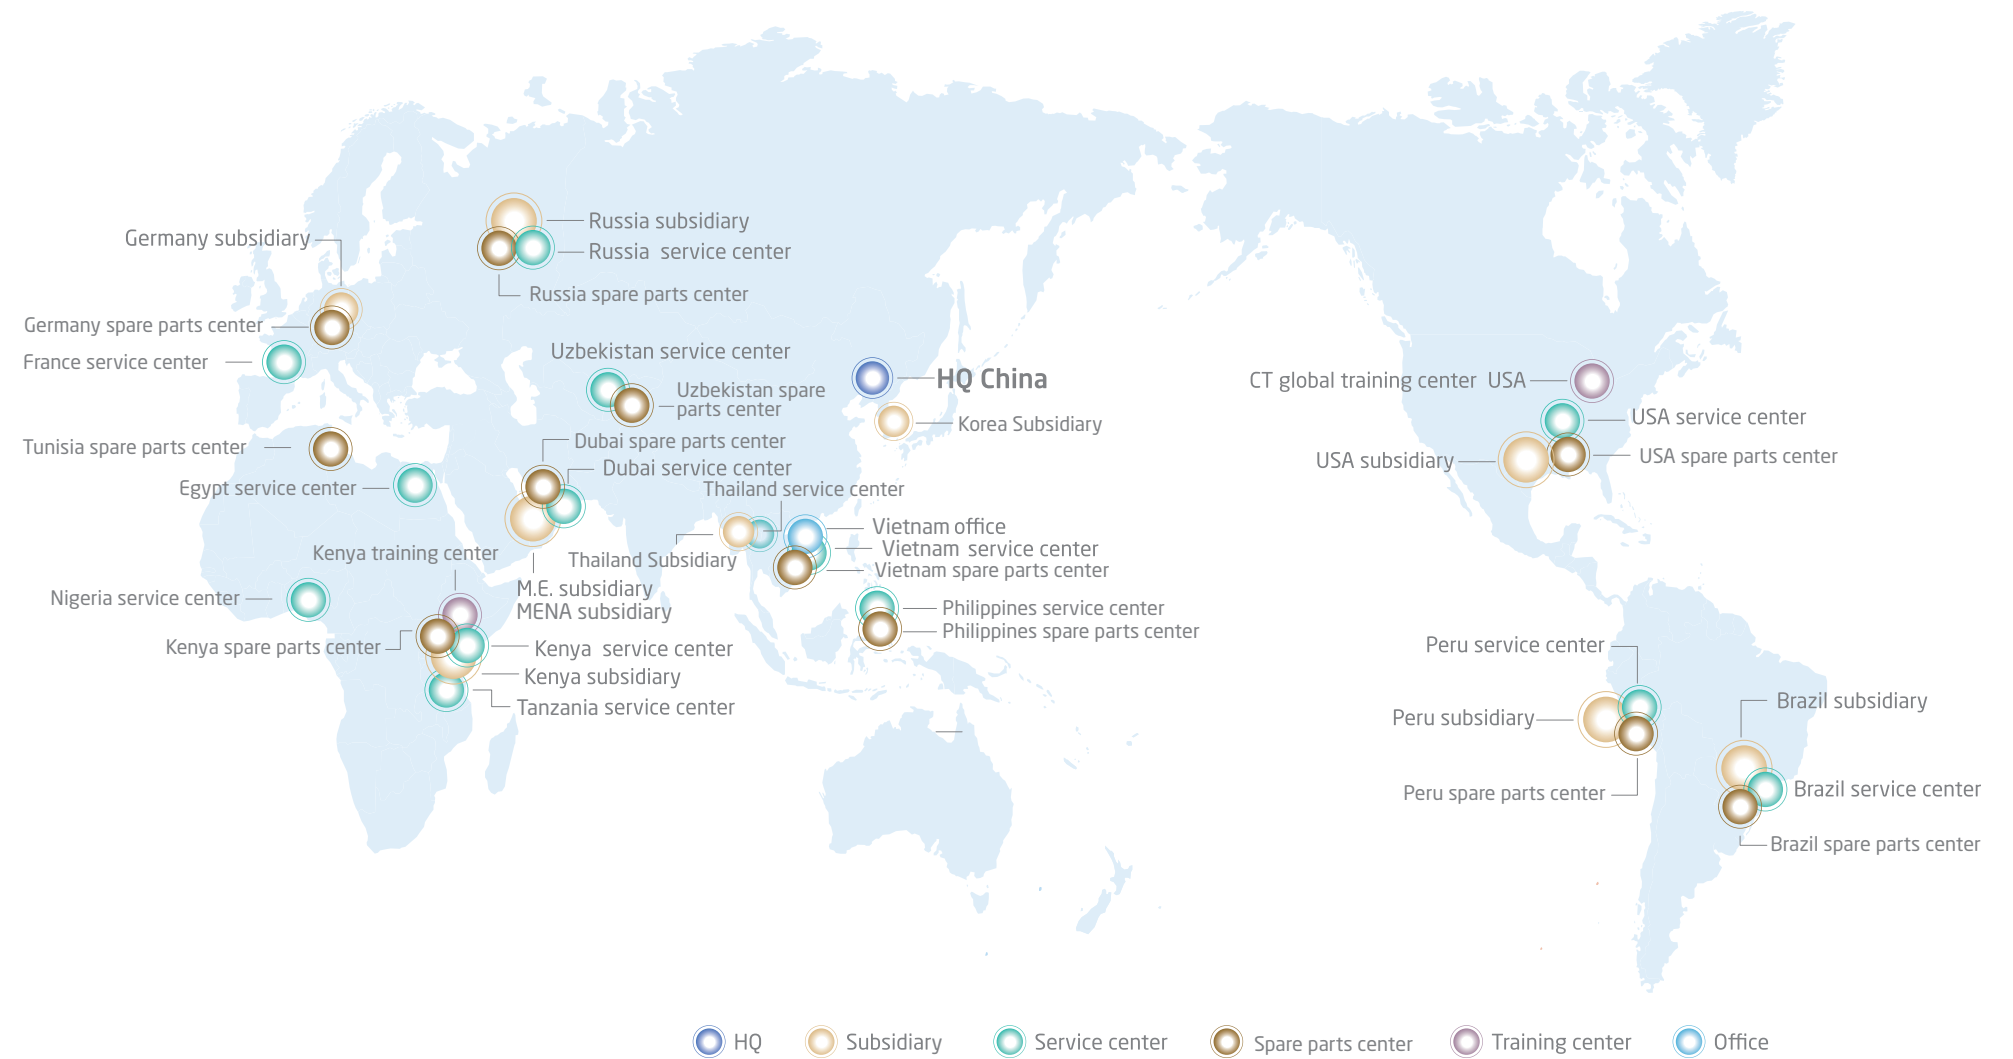 Russia subsidiary
Germany subsidiary
Russia service center
Russia spare parts center
Germany spare parts center
France service center
Uzbekistan service center
HQ China
CT global training center USA
Uzbekistan spare
parts center
USA service center
Korea Subsidiary
Tunisia spare parts center
Dubai spare parts center
USA subsidiary
USA spare parts center
Dubai service center
Egypt service center
Thailand service center
Vietnam office
Kenya training center
Vietnam service center
Thailand Subsidiary
Vietnam spare parts center
M.E. subsidiary
MENA subsidiary
Nigeria service center
Philippines service center
Philippines spare parts center
Kenya spare parts center
Kenya service center
Peru service center
Kenya subsidiary
Tanzania service center
Brazil subsidiary
Peru subsidiary
Peru spare parts center
Brazil service center
Brazil spare parts center
HQ
Subsidiary
Service center
Spare parts center
Training center
Office